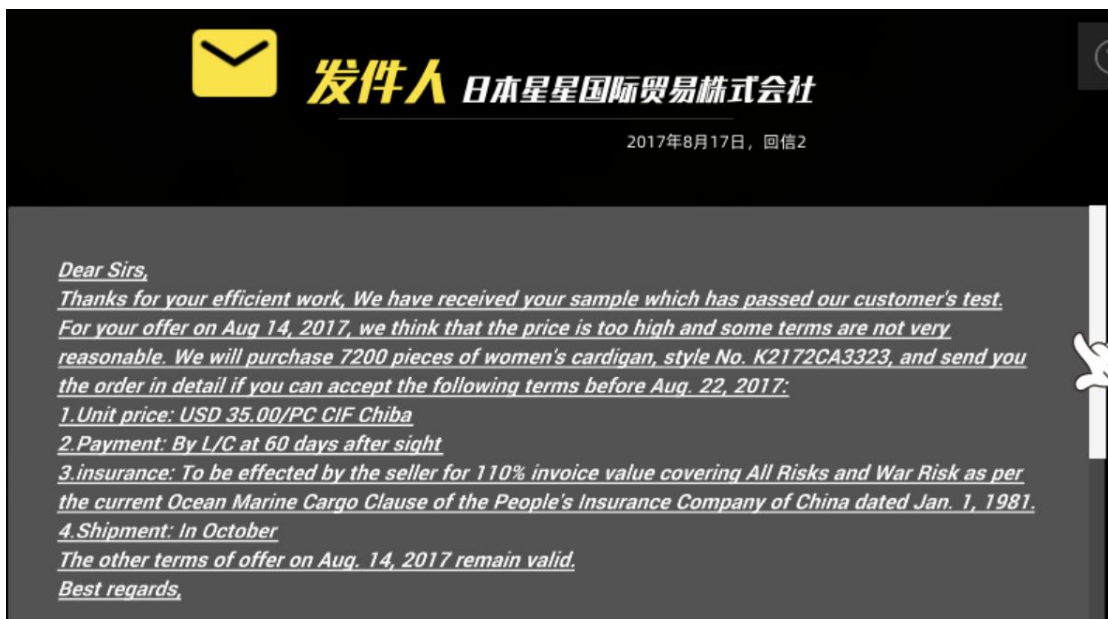 发件人 日本星星国际贸易株式会社
2017年8月17日，回信2
Dear Sirs,
Thanks for your efficient work, We have received your sample which has passed our customer's test.
For your offer on Aug 14, 2017, we think that the price is too high and some terms are not very
reasonable. We will purchase 7200 pieces of women's cardigan, style No. K2172CA3323, and send you
the order in detail if you can accept the following terms before Aug. 22, 2017:
1.Unit price: USD 35.00/PC CIF Chiba
2.Payment: By L/C at 60 days after sight
3.insurance: To be effected by the seller for 110% invoice value covering All Risks and War Risk as per
the current Ocean Marine Cargo Clause of the People's Insurance Company of China dated Jan. 1, 1981.
4.Shipment: In October
The other terms of offer on Aug. 14, 2017 remain valid.
Best regards,